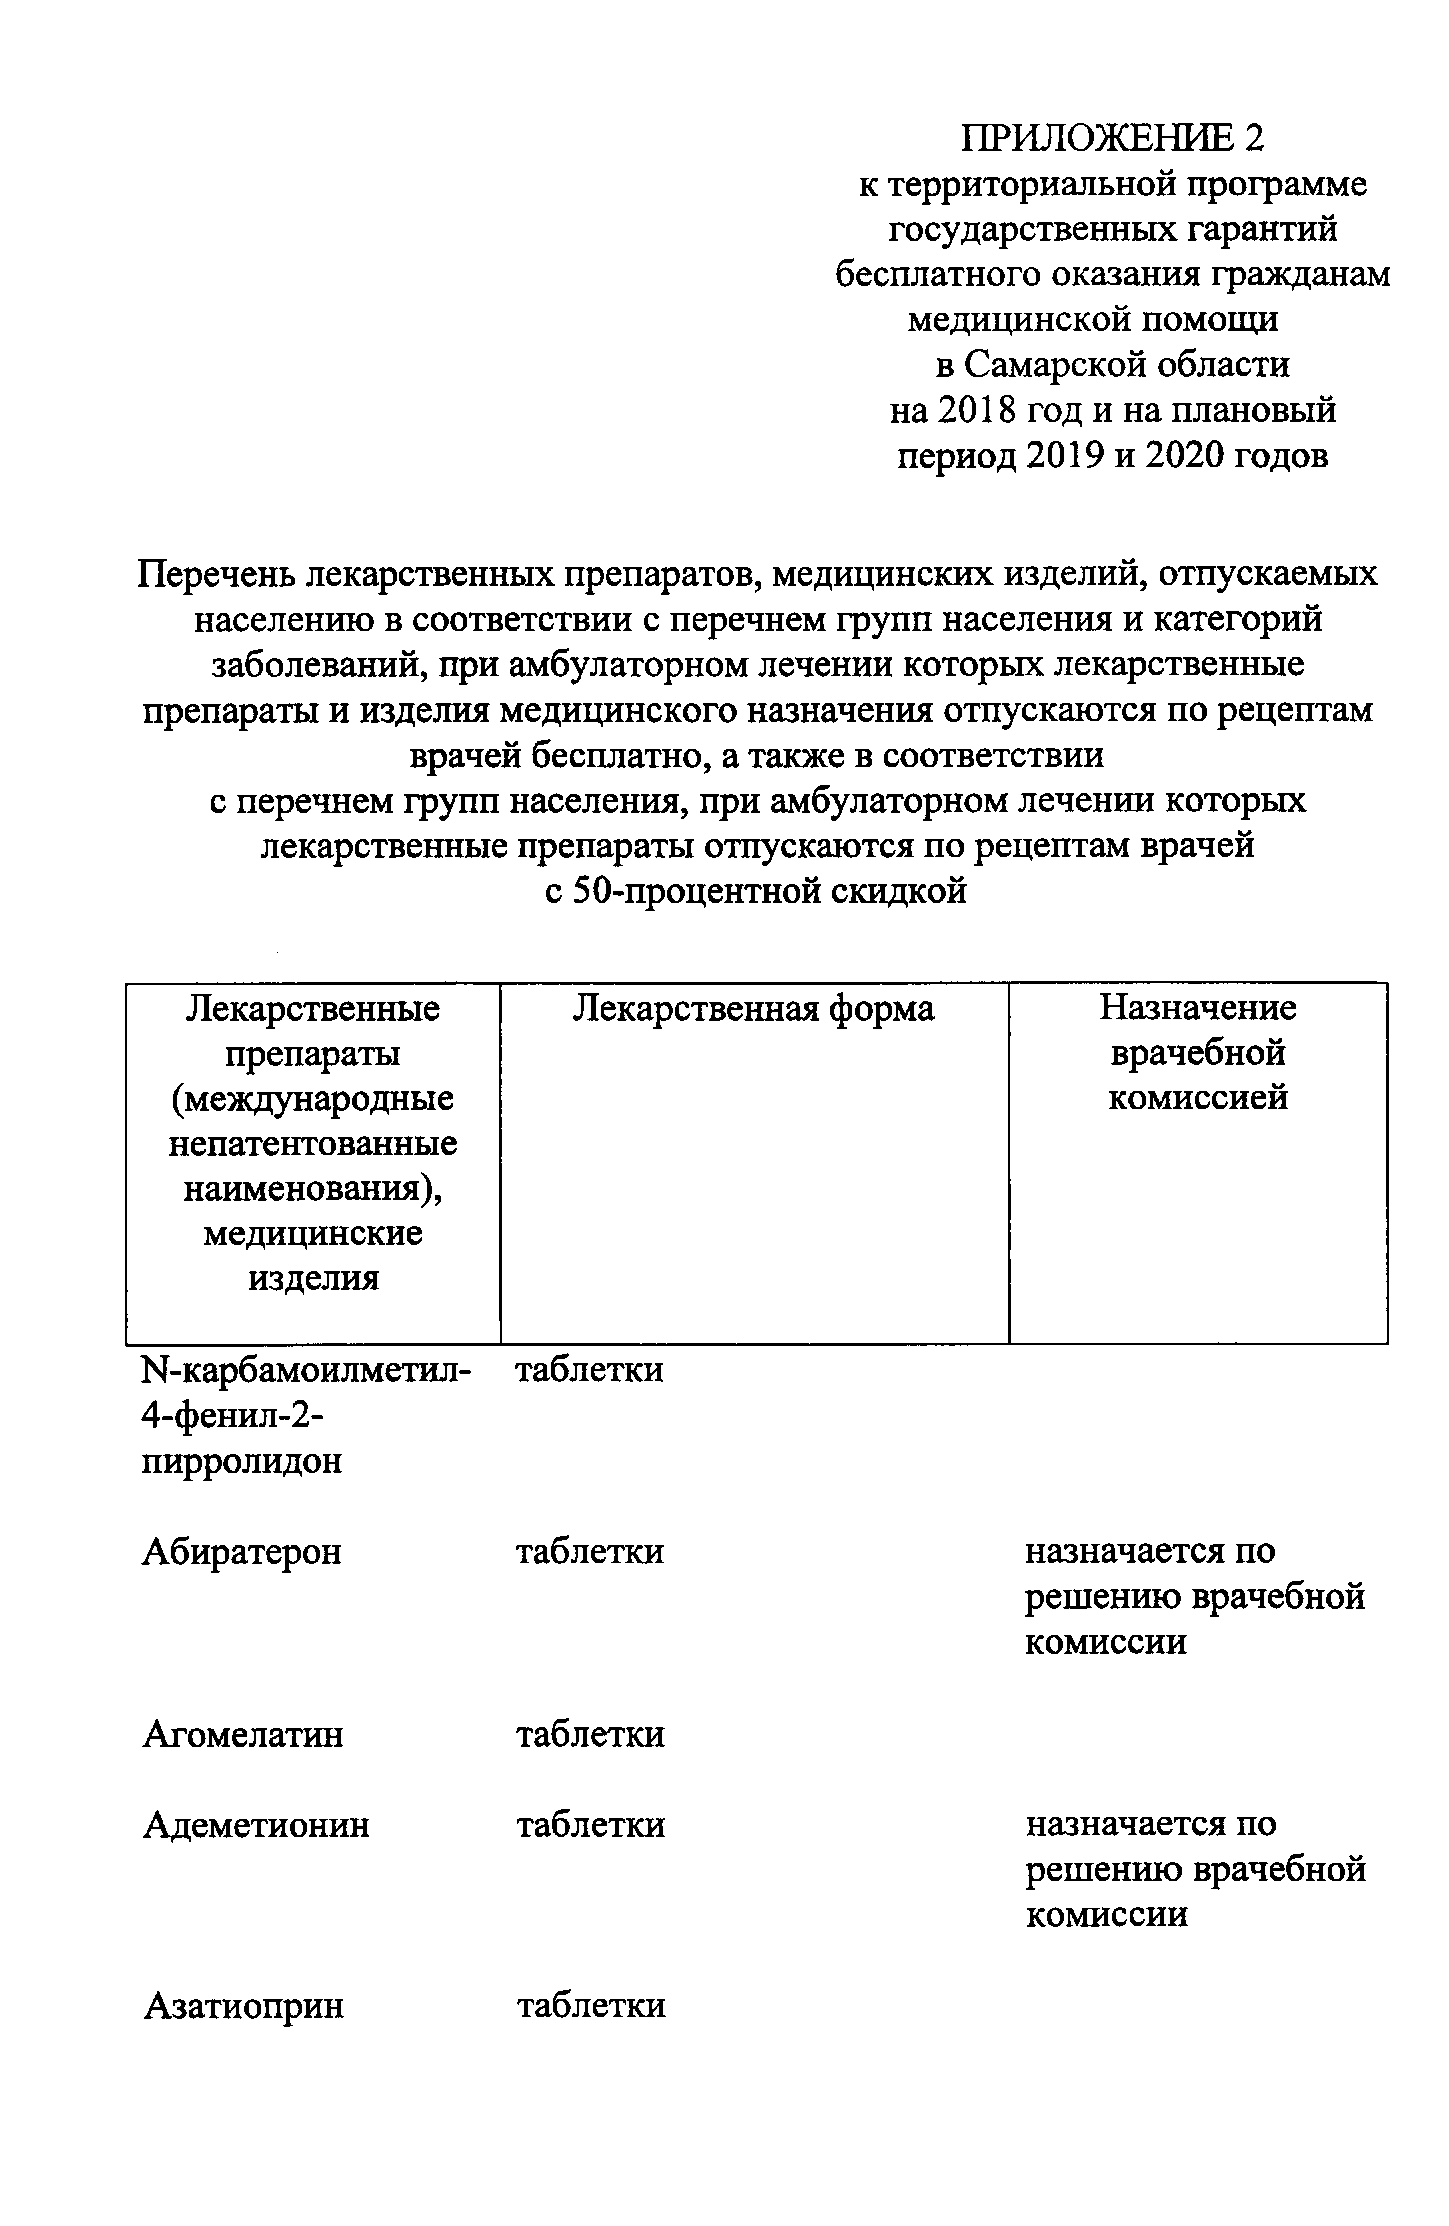 ПРИЛОЖЕНИЕ 2
к территориальной программе
государственных гарантий
бесплатного оказания гражданам
медицинской помощи
в Самарской области
на 2018 год и на плановый
период 2019 и 2020 годов
Перечень лекарственных препаратов, медицинских изделий, отпускаемых
населению в соответствии с перечнем групп населения и категорий
заболеваний, при амбулаторном лечении которых лекарственные
препараты и изделия медицинского назначения отпускаются по рецептам
врачей бесплатно, а также в соответствии
с перечнем групп населения, при амбулаторном лечении которых
лекарственные препараты отпускаются по рецептам врачей
с 50-процентной скидкой
Лекарственные
препараты
(международные
непатентованные
наименования),
медицинские
изделия
Лекарственная форма
Назначение
врачебной
комиссией
N-карбамоилметил-
4-фенил-2-
пирролидон
таблетки
Абиратерон
таблетки
назначается по
решению врачебной
комиссии
Агомелатин
таблетки
Адеметионин
таблетки
назначается по
решению врачебной
комиссии
Азатиоприн
таблетки